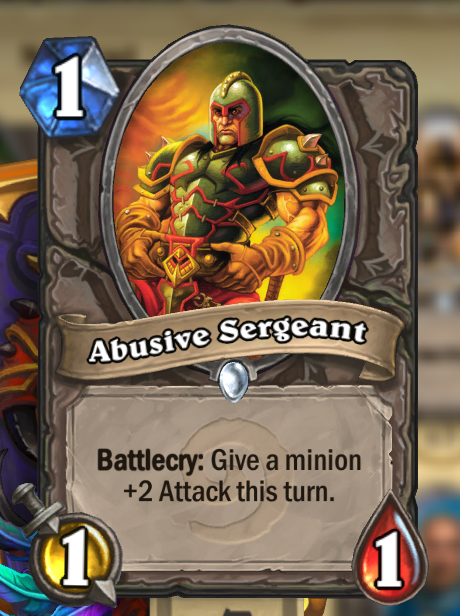 1
Abusive Sergeant
Battlecry: Give a minion
+2 Attack this turn.
1
1